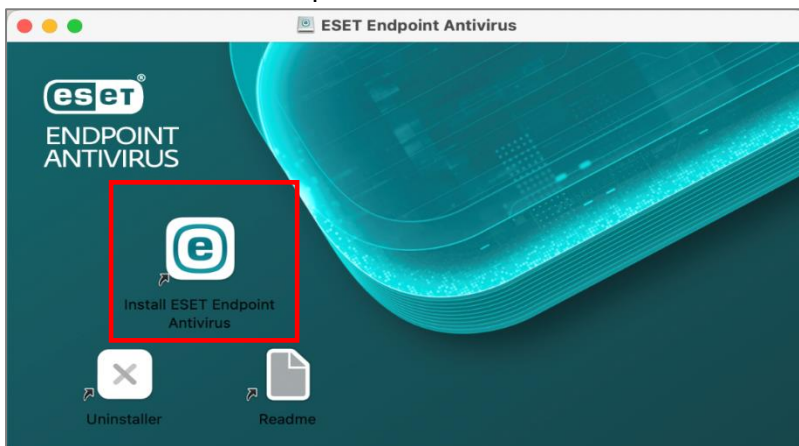 ESET Endpoint Antivirus
eset®
ENDPOINT
ANTIVIRUS
e
Install ESET Endpoint
Antivirus
Uninstaller
Readme